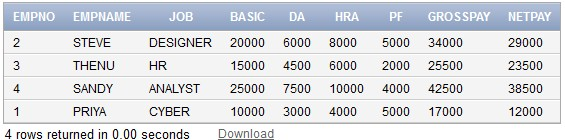 EMPNO EMPNAME JOB BASIC DA HRA PF GROSSPAY NETPAY
2 STEVE DESIGNER 20000 6000 8000 5000 34000 29000
3 THENU HR 15000 4500 6000 2000 25500 23500
4 SANDY ANALYST 25000 7500 10000 4000 42500 38500
1 PRIYA CYBER 10000 3000 4000 5000 17000 12000
4 rows returned in 0.00 seconds Download